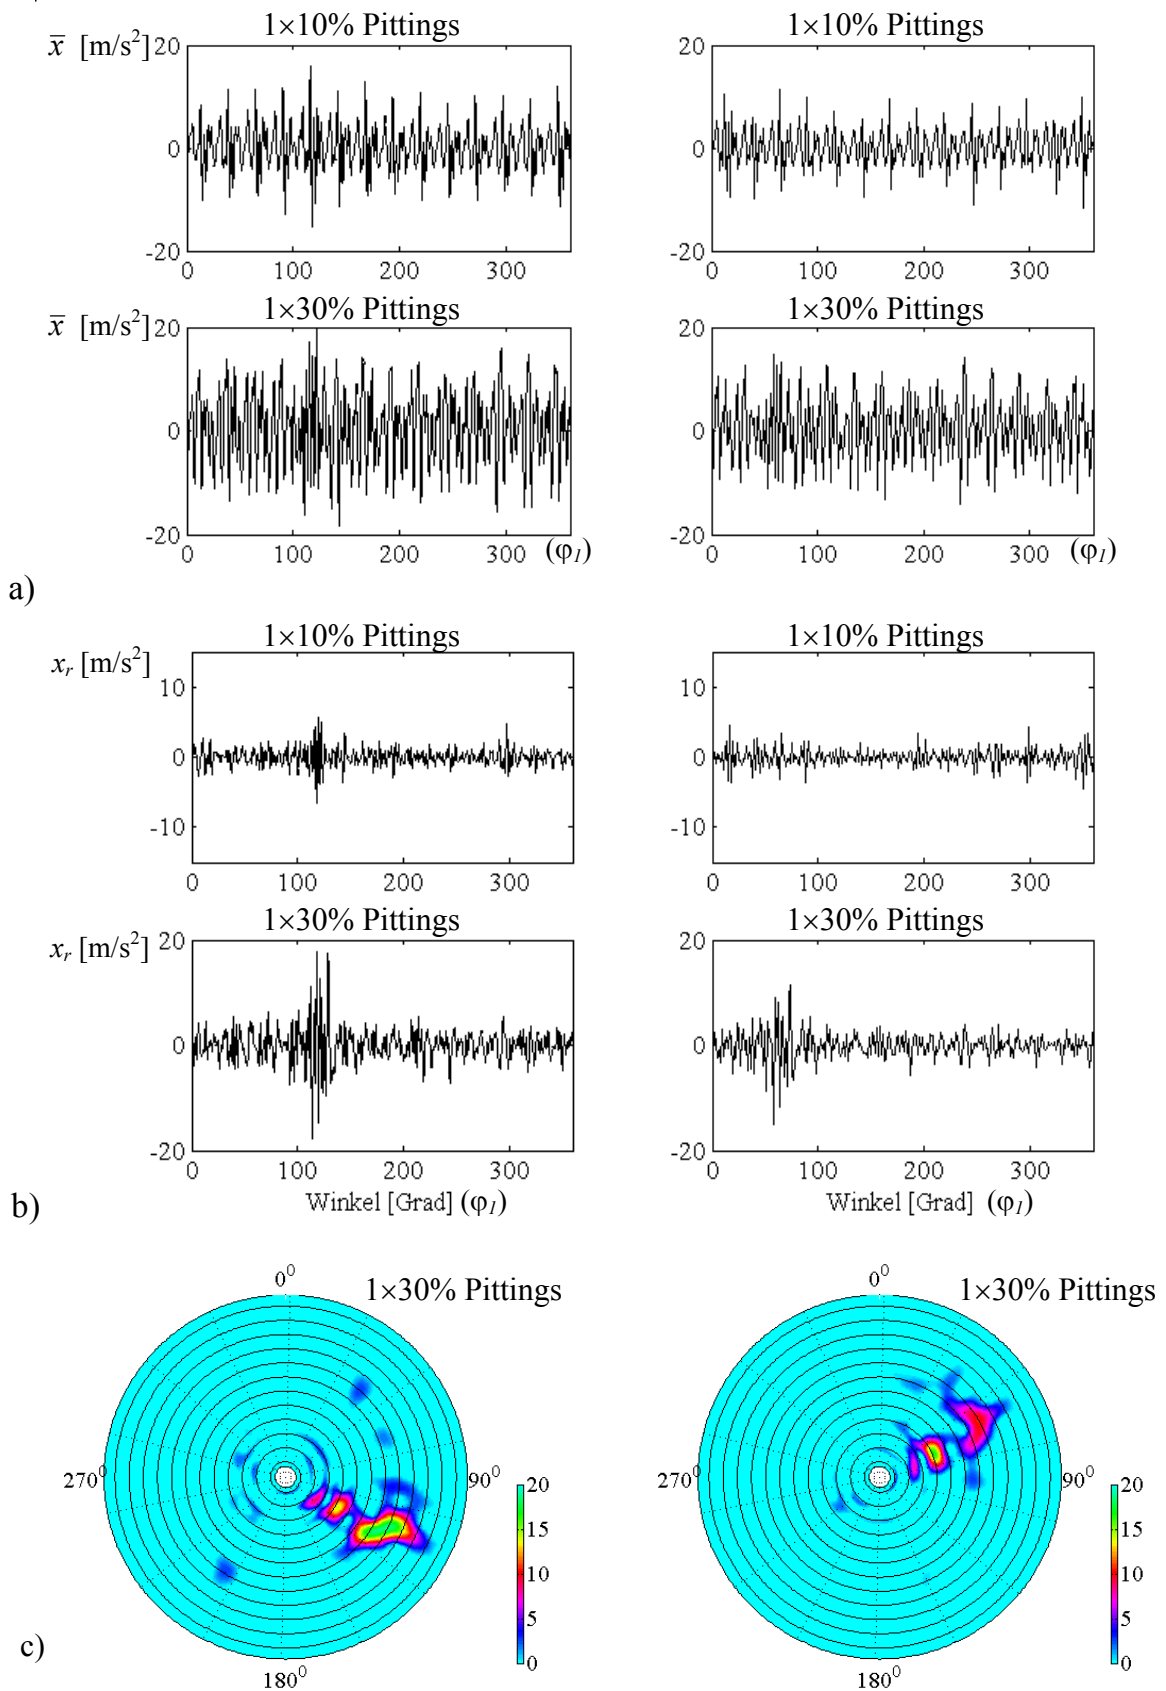 1×10% Pittings 1×10% Pittings
x̅ [m/s²] 20 20
0 0
-20 -20
0 100 200 300 0 100 200 300
1×30% Pittings 1×30% Pittings
x̅ [m/s²] 20 20
0 0
-20 -20
0 100 200 300 (φ₁) 0 100 200 300 (φ₁)
a)
1×10% Pittings 1×10% Pittings
xᵣ [m/s²]
10 10
0 0
-10 -10
0 100 200 300 0 100 200 300
1×30% Pittings 1×30% Pittings
xᵣ [m/s²] 20 20
0 0
-20 -20
0 100 200 300 0 100 200 300
Winkel [Grad] (φ₁) Winkel [Grad] (φ₁)
b)
0⁰ 1×30% Pittings 0⁰ 1×30% Pittings
270⁰ 90⁰ 270⁰ 90⁰
20 20
15 15
10 10
5 5
0 0
c)
180⁰ 180⁰